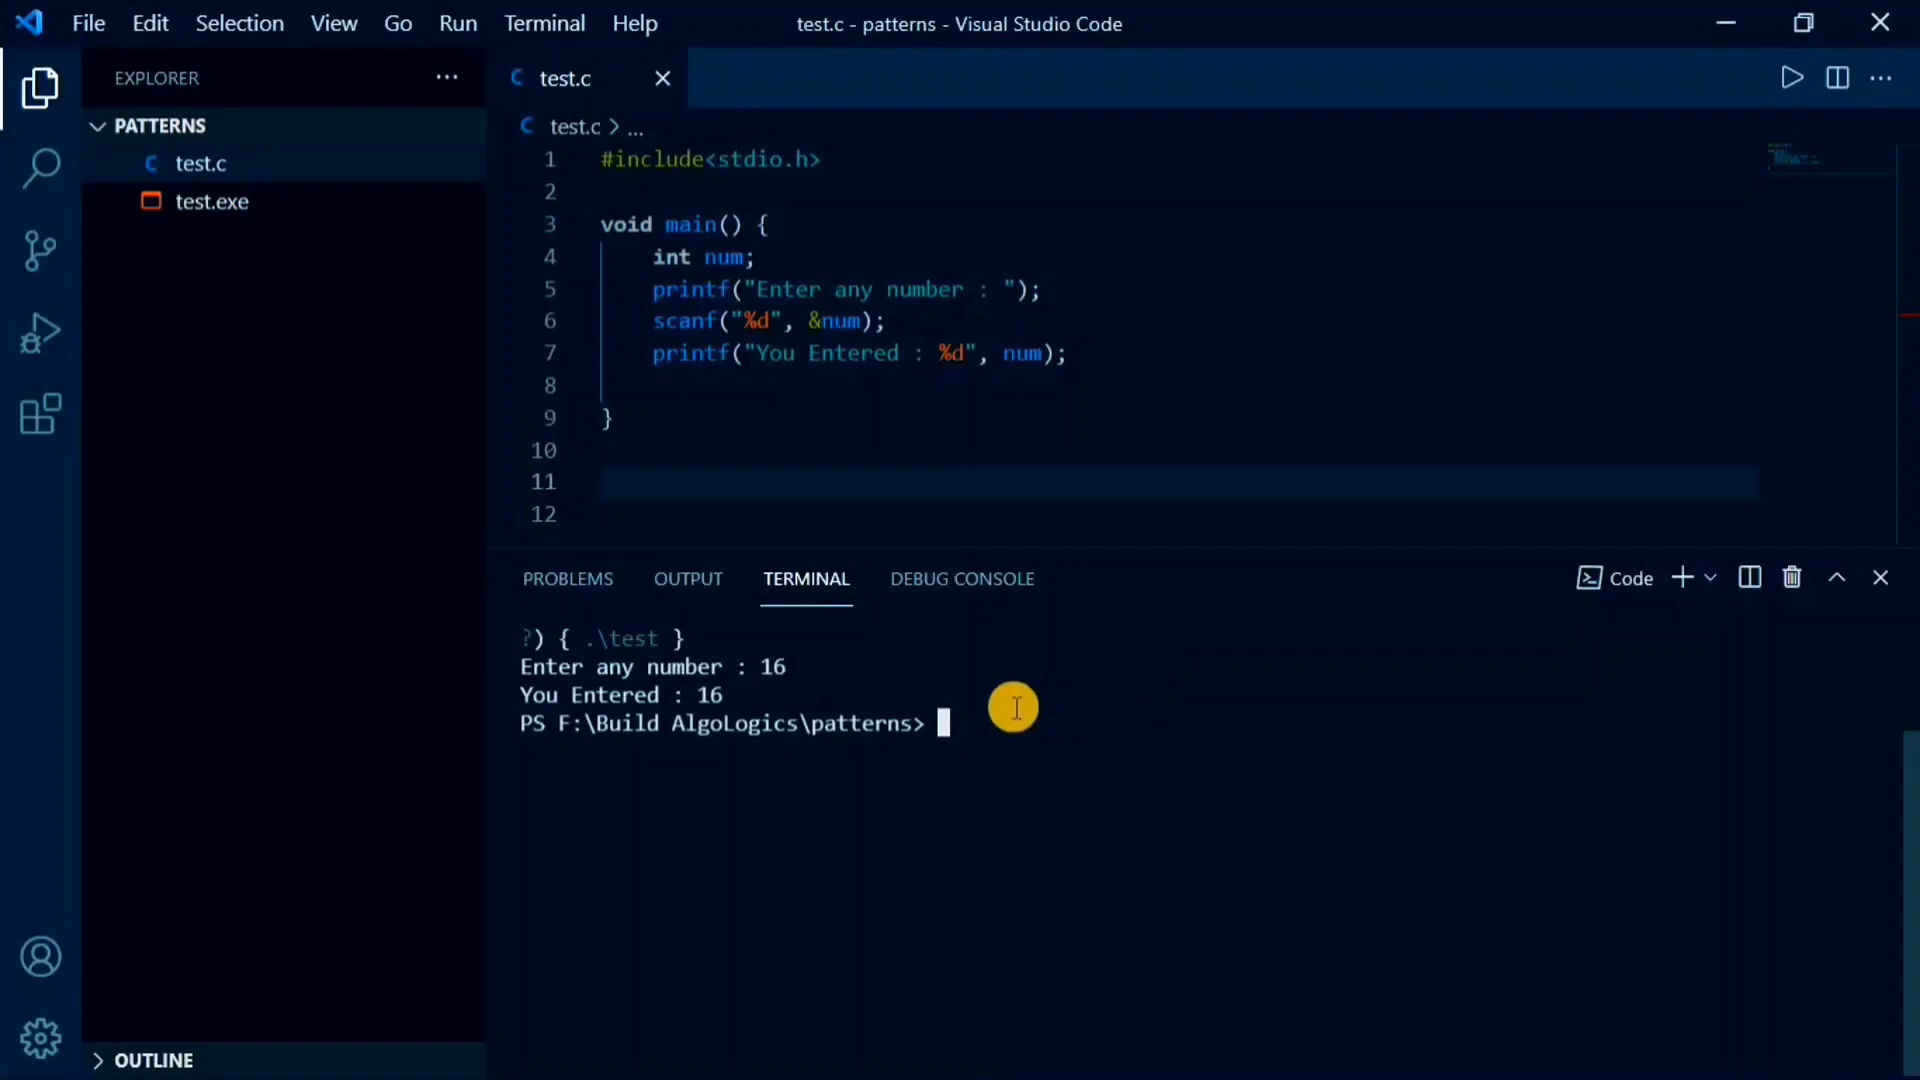 File Edit Selection View Go Run Terminal Help
test.c - patterns - Visual Studio Code
EXPLORER
PATTERNS
test.c
test.exe
OUTLINE
test.c
test.c > ...
1 #include<stdio.h>
2
3 void main() {
4 int num;
5 printf("Enter any number : ");
6 scanf("%d", &num);
7 printf("You Entered : %d", num);
8
9 }
10
11
12
PROBLEMS OUTPUT TERMINAL DEBUG CONSOLE
Code
?) { .\test }
Enter any number : 16
You Entered : 16
PS F:\Build AlgoLogics\patterns>